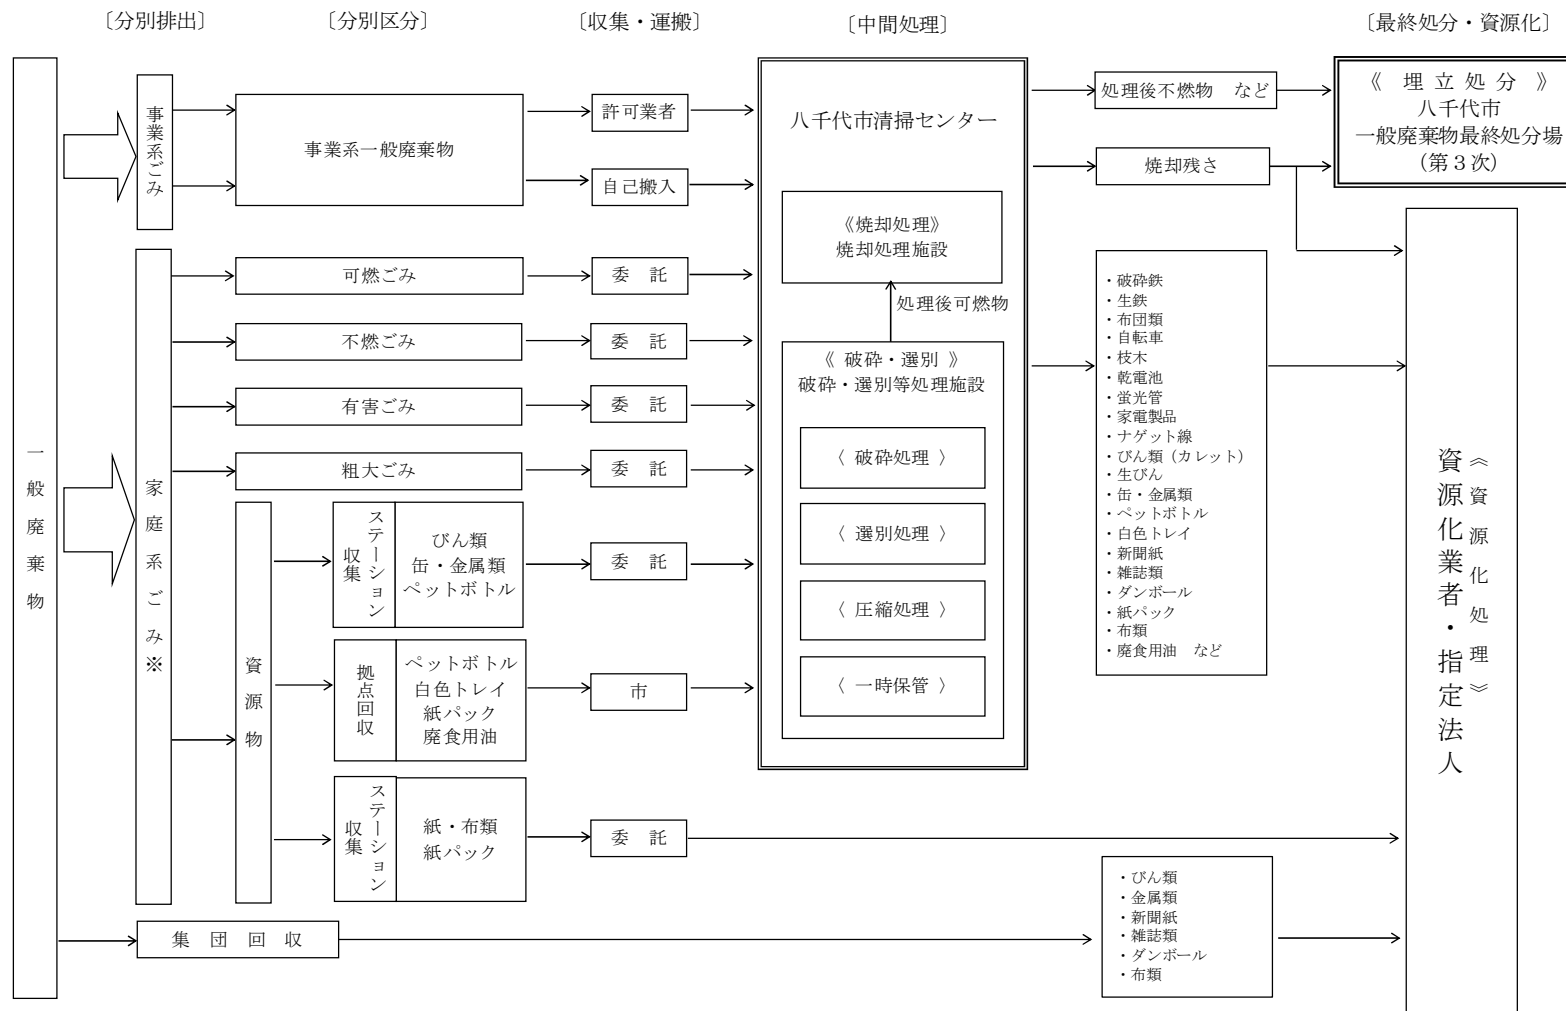 〔分別排出〕
〔分別区分〕
〔収集・運搬〕
〔中間処理〕
〔最終処分・資源化〕
一般廃棄物
事業系ごみ
事業系一般廃棄物
許可業者
自己搬入
家庭系ごみ※
可燃ごみ
委 託
不燃ごみ
委 託
有害ごみ
委 託
粗大ごみ
委 託
資源物
ステーション
収集
びん類
缶・金属類
ペットボトル
委 託
拠点回収
ペットボトル
白色トレイ
紙パック
廃食用油
市
ステーション
収集
紙・布類
紙パック
委 託
集 団 回 収
八千代市清掃センター
《焼却処理》
焼却処理施設
処理後可燃物
《 破砕・選別 》
破砕・選別等処理施設
〈 破砕処理 〉
〈 選別処理 〉
〈 圧縮処理 〉
〈 一時保管 〉
処理後不燃物 など
焼却残さ
・破砕鉄
・生鉄
・布団類
・自転車
・枝木
・乾電池
・蛍光管
・家電製品
・ナゲット線
・びん類（カレット）
・生びん
・缶・金属類
・ペットボトル
・白色トレイ
・新聞紙
・雑誌類
・ダンボール
・紙パック
・布類
・廃食用油 など
・びん類
・金属類
・新聞紙
・雑誌類
・ダンボール
・布類
《 埋 立 処 分 》
八千代市
一般廃棄物最終処分場
（第３次）
《資源化処理》
資源化業者・指定法人